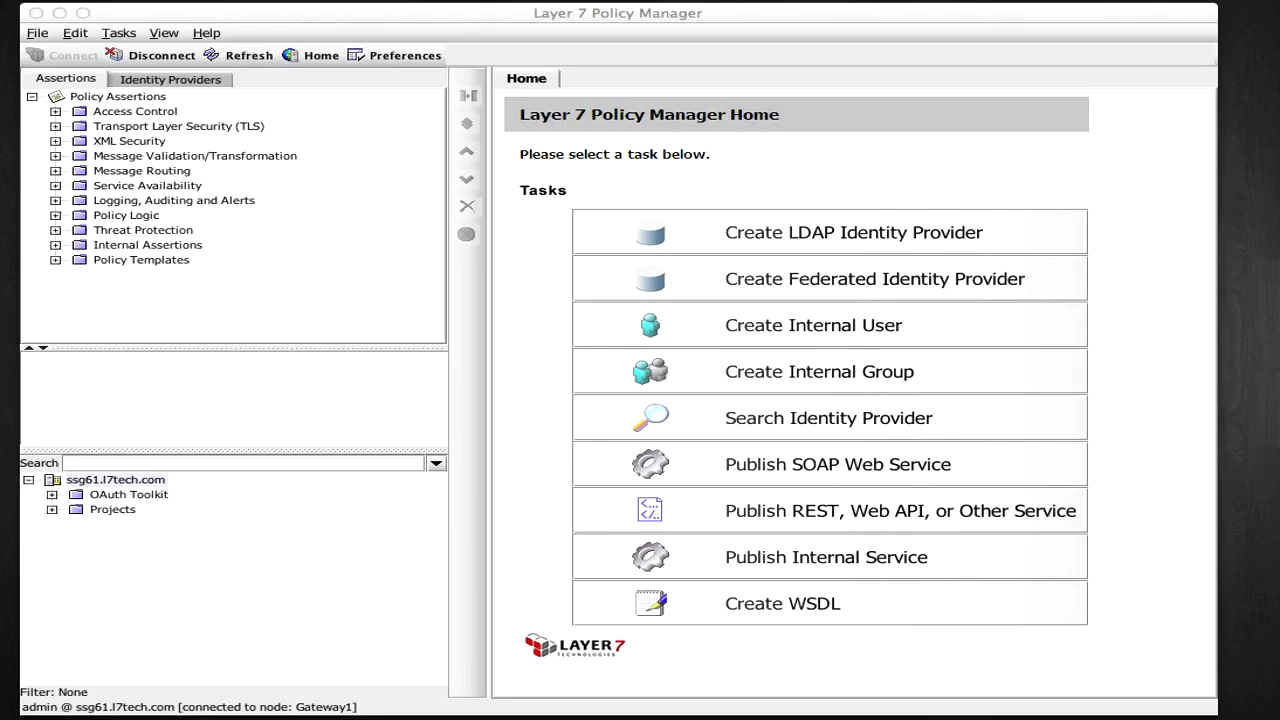 Layer 7 Policy Manager
File Edit Tasks View Help
Connect Disconnect Refresh Home Preferences
Assertions Identity Providers
Policy Assertions
Access Control
Transport Layer Security (TLS)
XML Security
Message Validation/Transformation
Message Routing
Service Availability
Logging, Auditing and Alerts
Policy Logic
Threat Protection
Internal Assertions
Policy Templates
Search
ssg61.l7tech.com
OAuth Toolkit
Projects
Filter: None
admin @ ssg61.l7tech.com [connected to node: Gateway1]
Home
Layer 7 Policy Manager Home
Please select a task below.
Tasks
Create LDAP Identity Provider
Create Federated Identity Provider
Create Internal User
Create Internal Group
Search Identity Provider
Publish SOAP Web Service
Publish REST, Web API, or Other Service
Publish Internal Service
Create WSDL
LAYER 7
TECHNOLOGIES